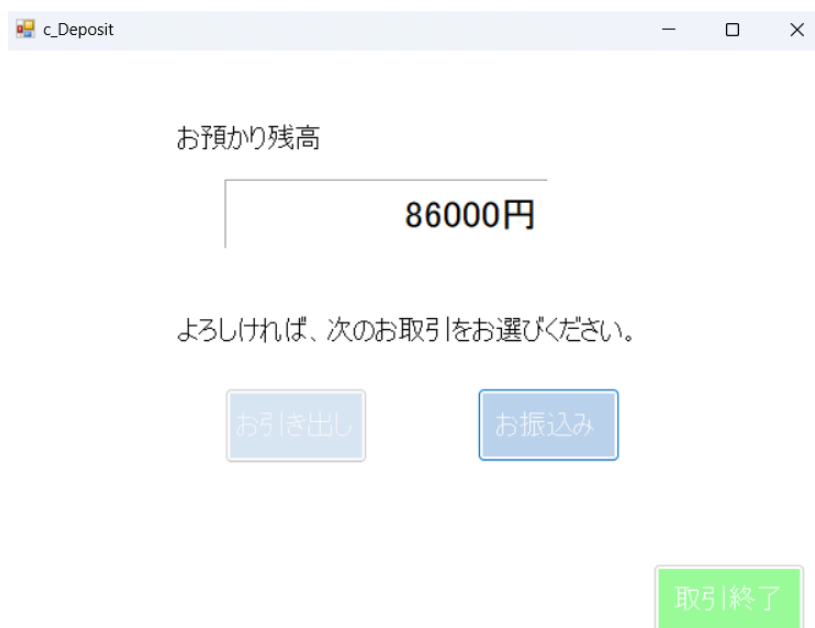 c_Deposit
お預かり残高
86000円
よろしければ、次のお取引をお選びください。
お引き出し お振込み
取引終了